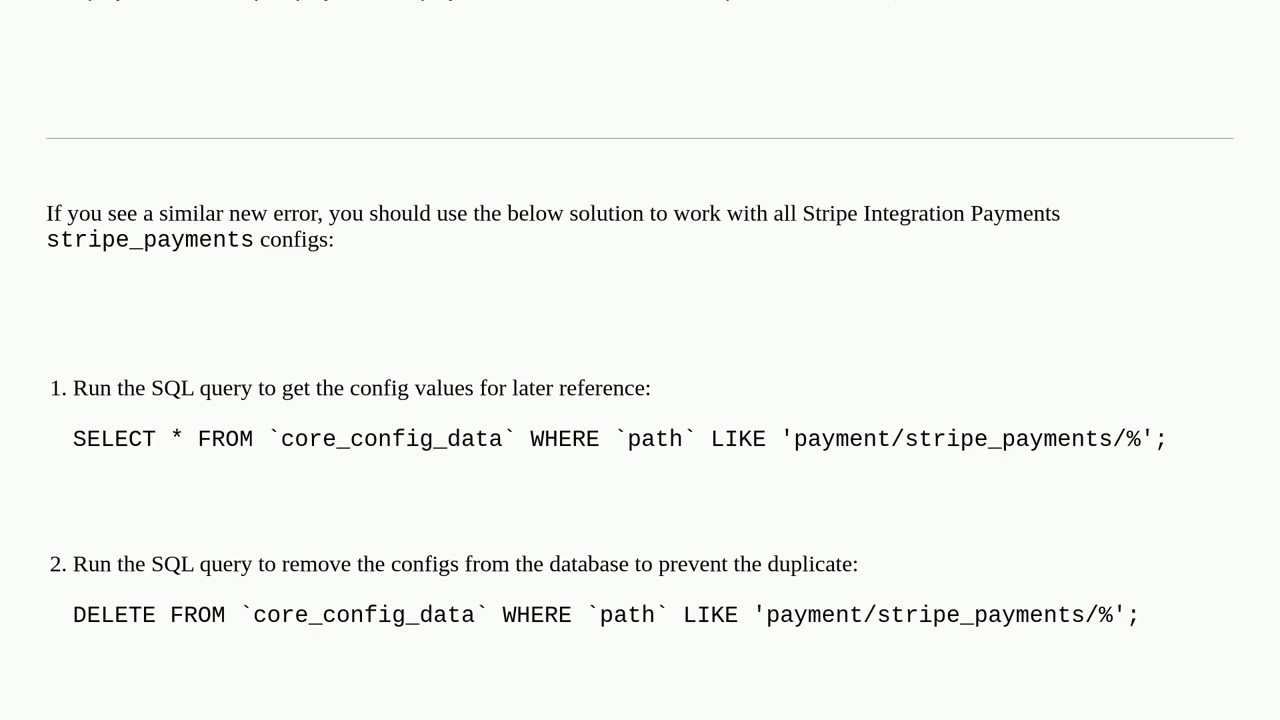 If you see a similar new error, you should use the below solution to work with all Stripe Integration Payments
stripe_payments configs:
1. Run the SQL query to get the config values for later reference:
SELECT * FROM `core_config_data` WHERE `path` LIKE 'payment/stripe_payments/%';
2. Run the SQL query to remove the configs from the database to prevent the duplicate:
DELETE FROM `core_config_data` WHERE `path` LIKE 'payment/stripe_payments/%';